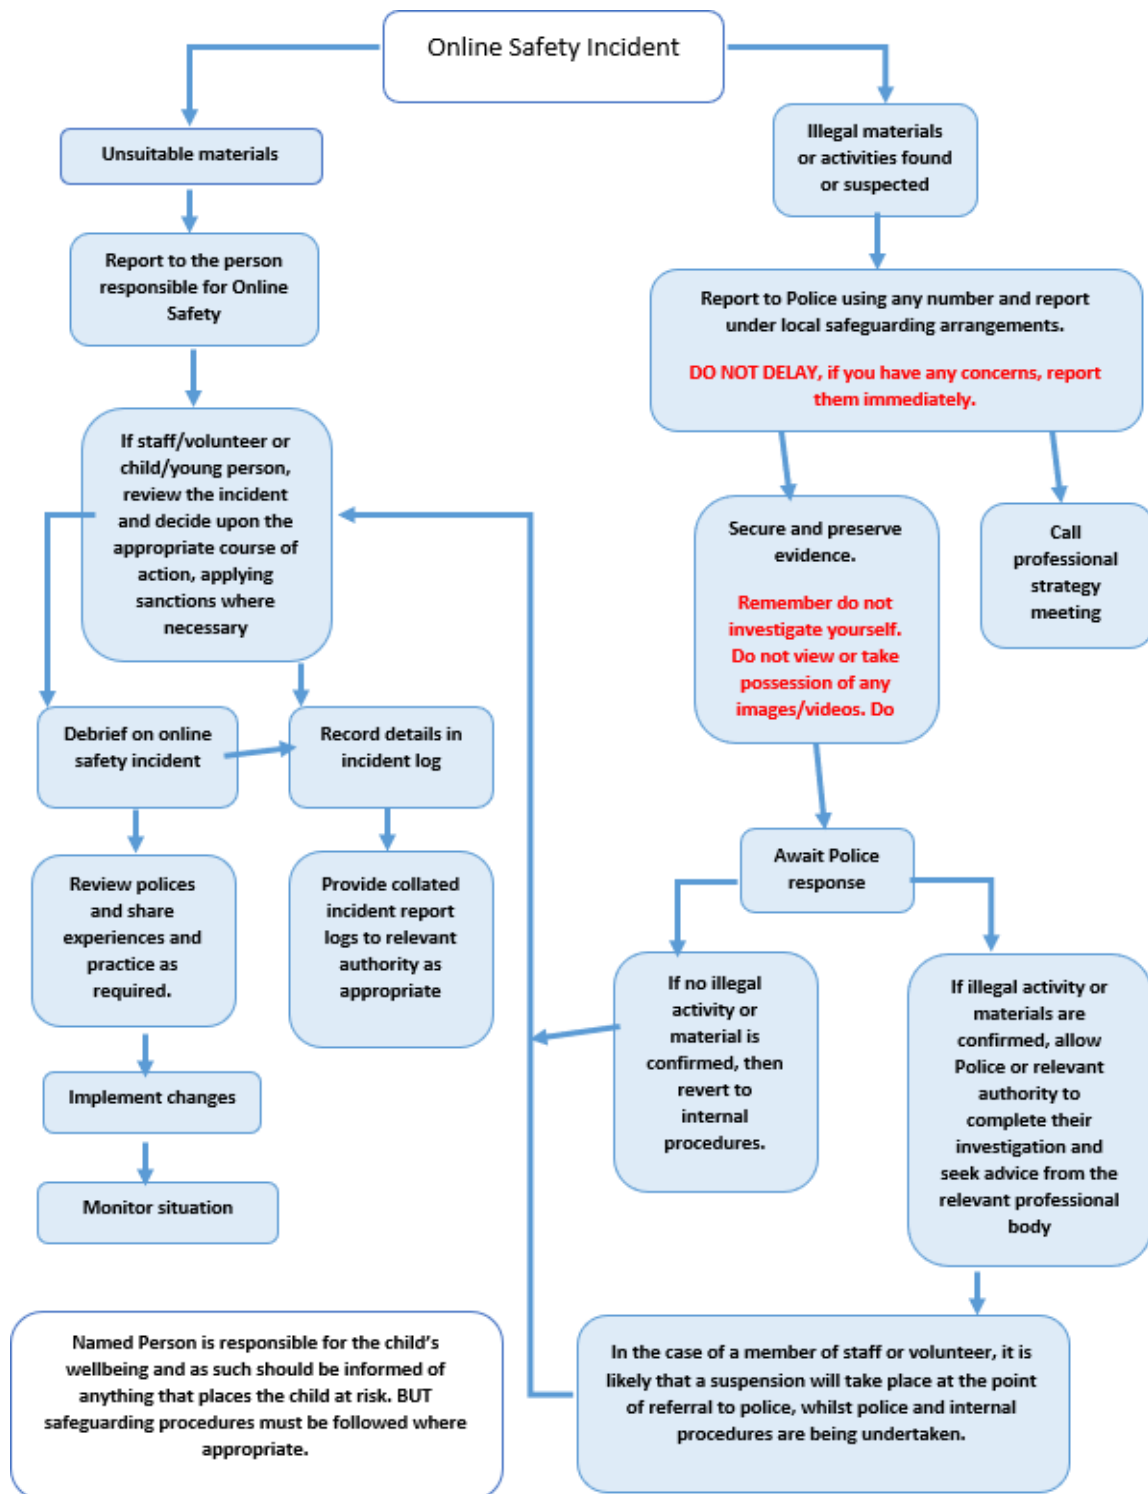 Online Safety Incident
Unsuitable materials
Illegal materials
or activities found
or suspected
Report to the person
responsible for Online
Safety
Report to Police using any number and report
under local safeguarding arrangements.
DO NOT DELAY, if you have any concerns, report
them immediately.
If staff/volunteer or
child/young person,
review the incident
and decide upon the
appropriate course of
action, applying
sanctions where
necessary
Secure and preserve
evidence.
Remember do not
investigate yourself.
Do not view or take
possession of any
images/videos. Do
Call
professional
strategy
meeting
Debrief on online
safety incident
Record details in
incident log
Await Police
response
Review polices
and share
experiences and
practice as
required.
Provide collated
incident report
logs to relevant
authority as
appropriate
If no illegal
activity or
material is
confirmed, then
revert to
internal
procedures.
If illegal activity or
materials are
confirmed, allow
Police or relevant
authority to
complete their
investigation and
seek advice from the
relevant professional
body
Implement changes
Monitor situation
Named Person is responsible for the child's
wellbeing and as such should be informed of
anything that places the child at risk. BUT
safeguarding procedures must be followed where
appropriate.
In the case of a member of staff or volunteer, it is
likely that a suspension will take place at the point
of referral to police, whilst police and internal
procedures are being undertaken.